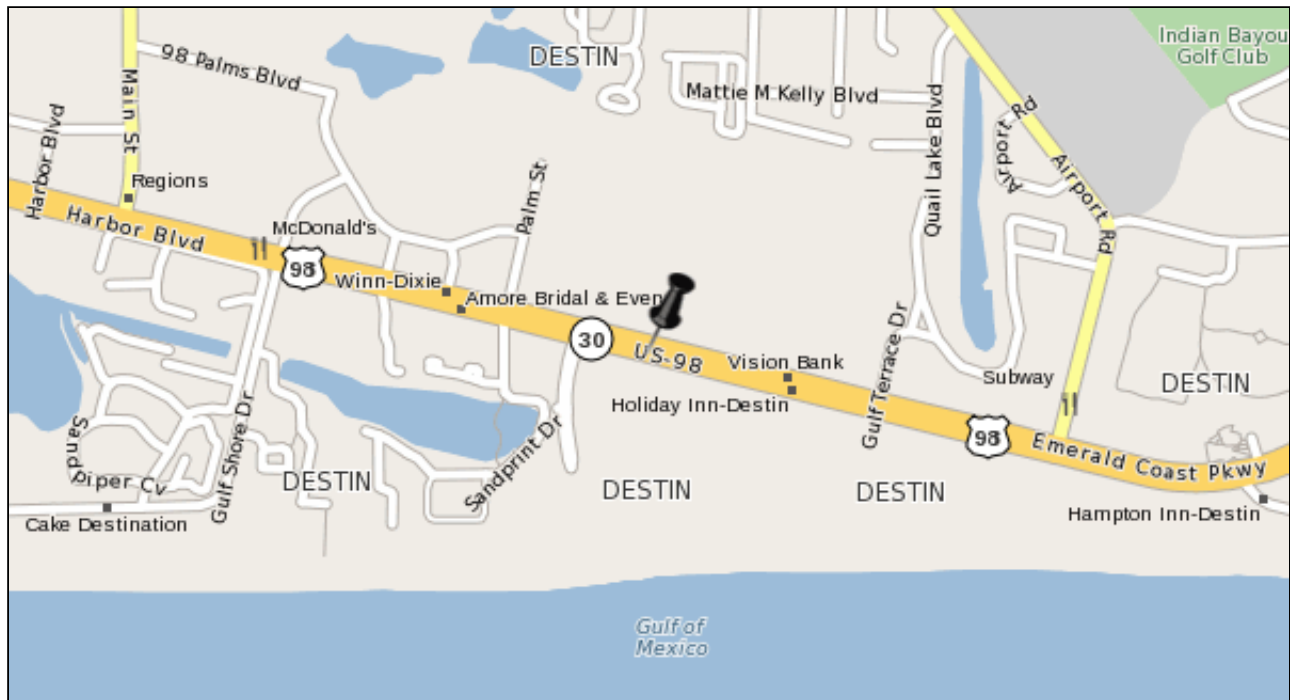 Indian Bayou
Golf Club
DESTIN
98 Palms Blvd
Main St
Mattie M Kelly Blvd
Quail Lake Blvd
Airport Rd
Airport
Airport Rd
Harbor Blvd
Regions
Palm St
Harbor Blvd
McDonald's
98
Winn-Dixie
Amore Bridal & Even
30
US-98
Vision Bank
Gulf Terrace Dr
Subway
DESTIN
Holiday Inn-Destin
98
Emerald Coast Pkwy
Sandpiper Cv
Gulf Shore Dr
Sandprint Dr
DESTIN
DESTIN
DESTIN
Cake Destination
Hampton Inn-Destin
Gulf of
Mexico